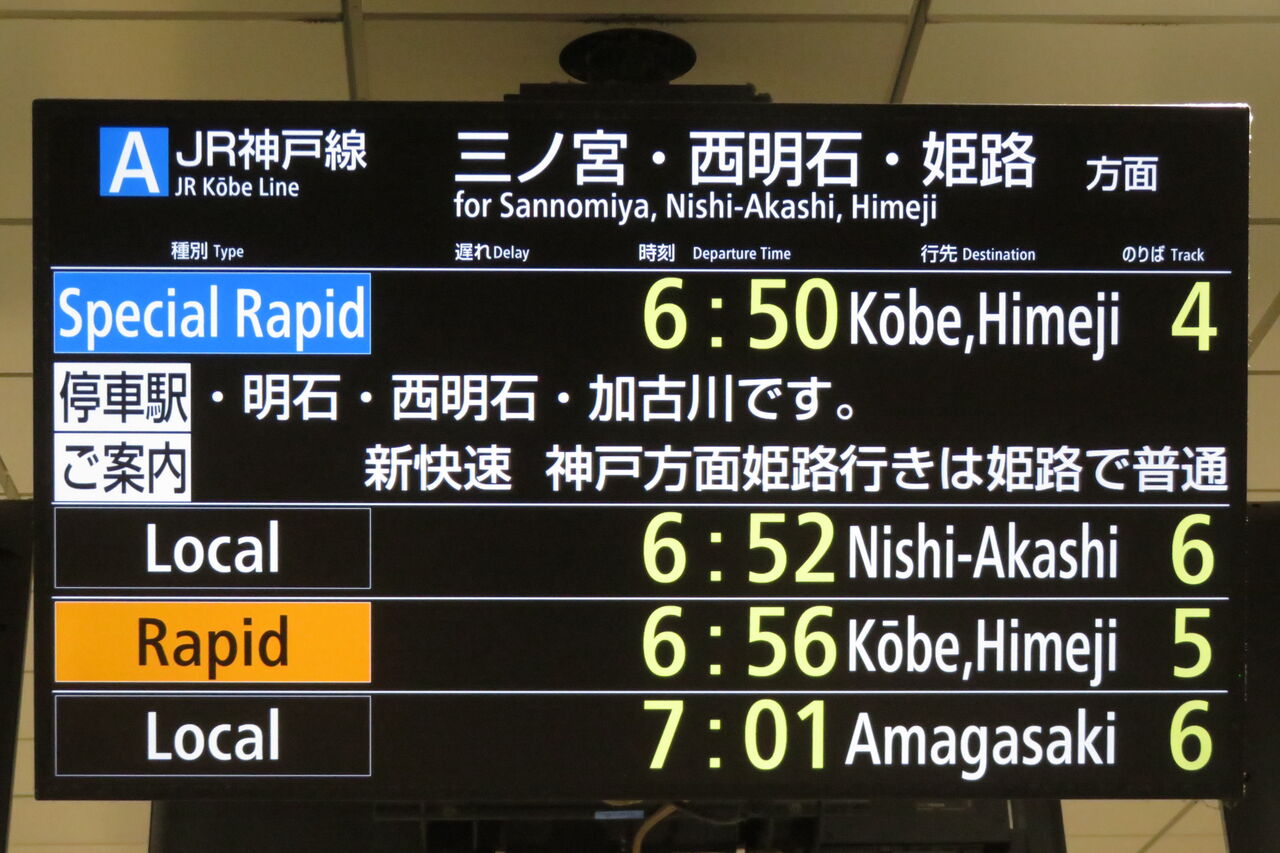 A JR神戸線 三ノ宮・西明石・姫路 方面
JR Kōbe Line for Sannomiya, Nishi-Akashi, Himeji
種別 Type 遅れ Delay 時刻 Departure Time 行先 Destination のりば Track
Special Rapid 6:50 Kōbe,Himeji 4
停車駅 ・明石・西明石・加古川です。
ご案内 新快速 神戸方面姫路行きは姫路で普通
Local 6:52 Nishi-Akashi 6
Rapid 6:56 Kōbe,Himeji 5
Local 7:01 Amagasaki 6